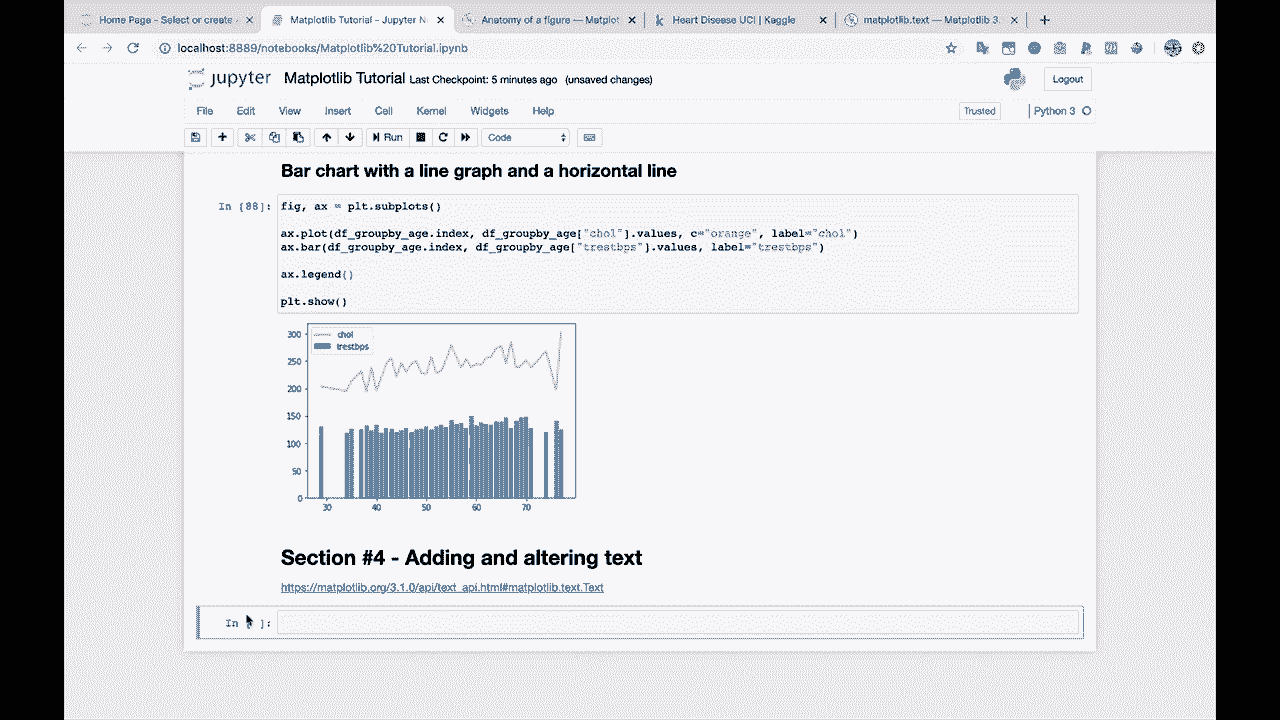 Home Page - Select or create
Matplotlib Tutorial - Jupyter N
Anatomy of a figure — Matplot
Heart Disease UCI | Kaggle
matplotlib.text — Matplotlib 3.
localhost:8889/notebooks/Matplotlib%20Tutorial.ipynb
jupyter Matplotlib Tutorial Last Checkpoint: 5 minutes ago (unsaved changes)
Logout
File Edit View Insert Cell Kernel Widgets Help
Trusted
Python 3
Run
Code
Bar chart with a line graph and a horizontal line
In [88]: fig, ax = plt.subplots()
ax.plot(df_groupby_age.index, df_groupby_age["chol"].values, c="orange", label="chol")
ax.bar(df_groupby_age.index, df_groupby_age["trestbps"].values, label="trestbps")
ax.legend()
plt.show()
chol
trestbps
300
250
200
150
100
50
0
30 40 50 60 70
Section #4 - Adding and altering text
https://matplotlib.org/3.1.0/api/text_api.html#matplotlib.text.Text
In [ ]: